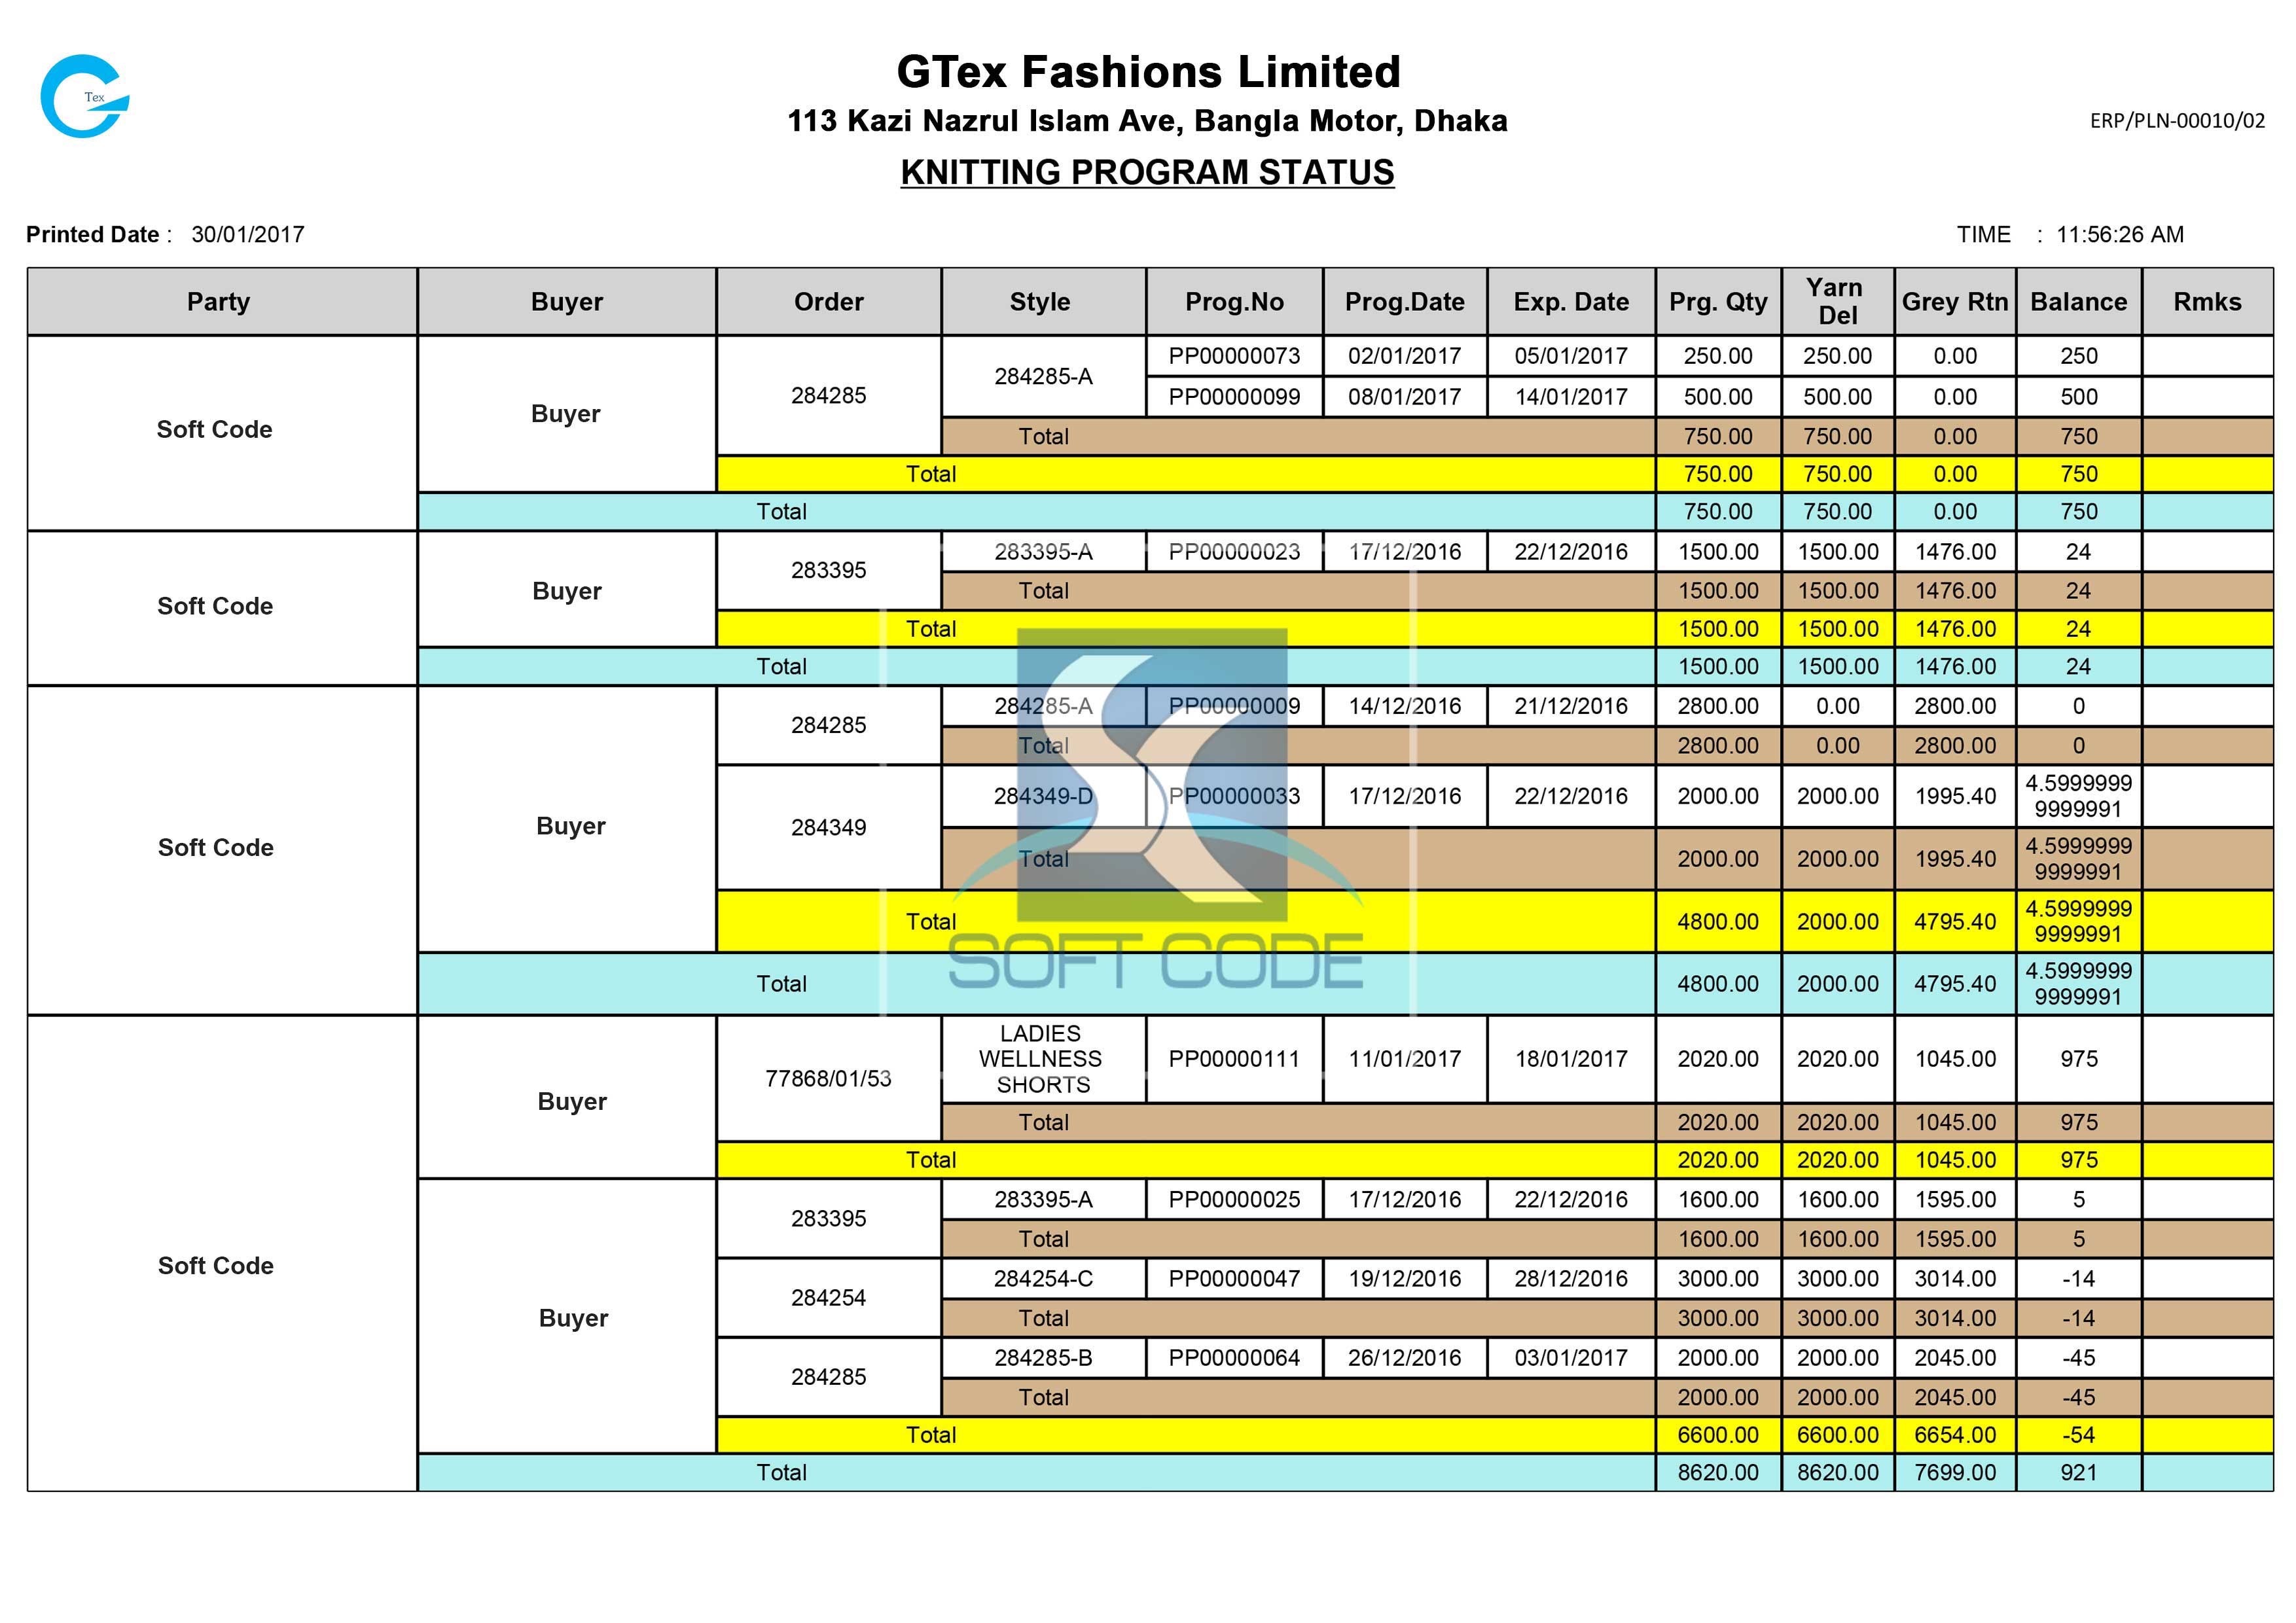 GTex Fashions Limited
Tex
113 Kazi Nazrul Islam Ave, Bangla Motor, Dhaka
ERP/PLN-00010/02
KNITTING PROGRAM STATUS
Printed Date : 30/01/2017
TIME : 11:56:26 AM
Party Buyer Order Style Prog.No Prog.Date Exp. Date Prg. Qty Yarn Del Grey Rtn Balance Rmks
Soft Code Buyer 284285 284285-A PP00000073 02/01/2017 05/01/2017 250.00 250.00 0.00 250
PP00000099 08/01/2017 14/01/2017 500.00 500.00 0.00 500
Total 750.00 750.00 0.00 750
Total 750.00 750.00 0.00 750
Total 750.00 750.00 0.00 750
Soft Code Buyer 283395 283395-A PP00000023 17/12/2016 22/12/2016 1500.00 1500.00 1476.00 24
Total 1500.00 1500.00 1476.00 24
Total 1500.00 1500.00 1476.00 24
Total 1500.00 1500.00 1476.00 24
Soft Code Buyer 284285 284285-A PP00000009 14/12/2016 21/12/2016 2800.00 0.00 2800.00 0
Total 2800.00 0.00 2800.00 0
284349 284349-D PP00000033 17/12/2016 22/12/2016 2000.00 2000.00 1995.40 4.5999999
9999991
Total 2000.00 2000.00 1995.40 4.5999999
9999991
Total 4800.00 2000.00 4795.40 4.5999999
9999991
SOFT CODE
Total 4800.00 2000.00 4795.40 4.5999999
9999991
Soft Code Buyer 77868/01/53 LADIES
WELLNESS
SHORTS PP00000111 11/01/2017 18/01/2017 2020.00 2020.00 1045.00 975
Total 2020.00 2020.00 1045.00 975
Total 2020.00 2020.00 1045.00 975
Buyer 283395 283395-A PP00000025 17/12/2016 22/12/2016 1600.00 1600.00 1595.00 5
Total 1600.00 1600.00 1595.00 5
284254 284254-C PP00000047 19/12/2016 28/12/2016 3000.00 3000.00 3014.00 -14
Total 3000.00 3000.00 3014.00 -14
284285 284285-B PP00000064 26/12/2016 03/01/2017 2000.00 2000.00 2045.00 -45
Total 2000.00 2000.00 2045.00 -45
Total 6600.00 6600.00 6654.00 -54
Total 8620.00 8620.00 7699.00 921